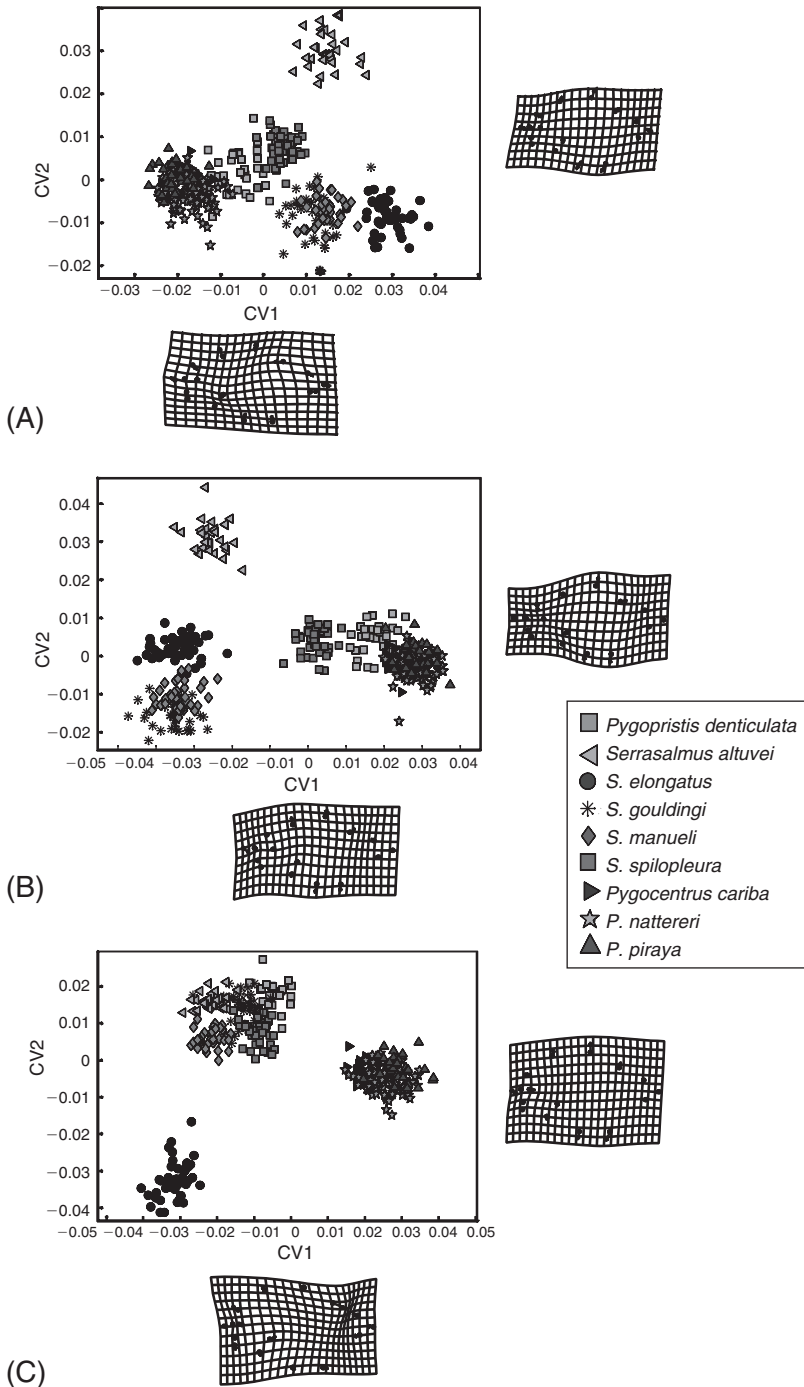 0.03
0.02
0.01
CV2
0
−0.01
−0.02
−0.03 −0.02 −0.01 0 0.01 0.02 0.03 0.04
CV1
(A)
0.04
0.03
0.02
0.01
CV2
0
−0.01
−0.02
−0.05 −0.04 −0.03 −0.02 −0.01 0 0.01 0.02 0.03 0.04
CV1
(B)
Pygopristis denticulata
Serrasalmus altuvei
S. elongatus
S. gouldingi
S. manueli
S. spilopleura
Pygocentrus cariba
P. nattereri
P. piraya
0.02
0.01
CV2
0
−0.01
−0.02
−0.03
−0.04
−0.05 −0.04 −0.03 −0.02 −0.01 0 0.01 0.02 0.03 0.04 0.05
CV1
(C)